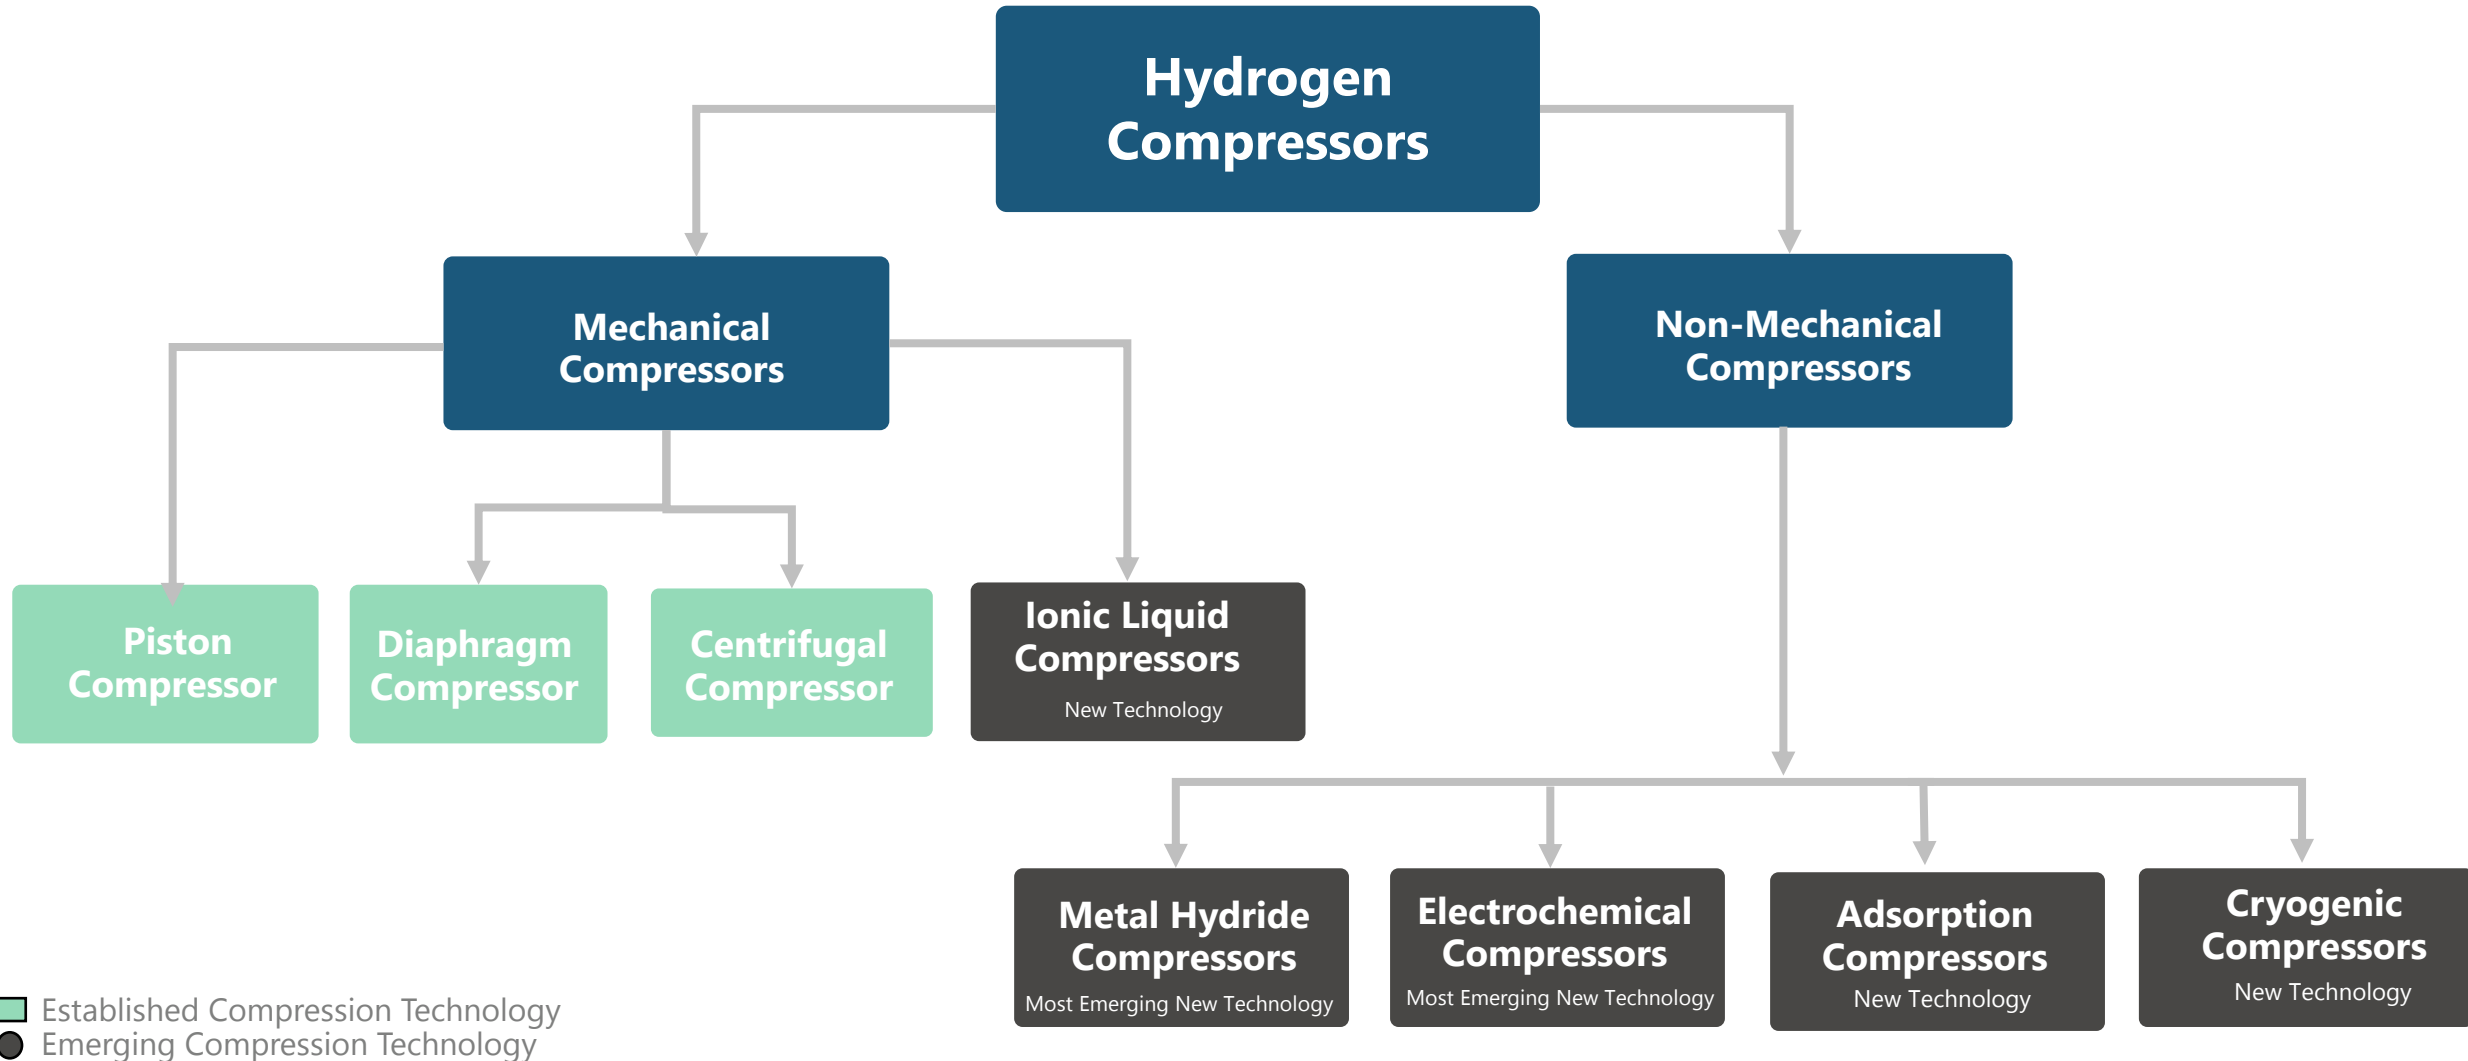 Hydrogen
Compressors
Mechanical
Compressors
Non-Mechanical
Compressors
Piston
Compressor
Diaphragm
Compressor
Centrifugal
Compressor
Ionic Liquid
Compressors
New Technology
Metal Hydride
Compressors
Most Emerging New Technology
Electrochemical
Compressors
Most Emerging New Technology
Adsorption
Compressors
New Technology
Cryogenic
Compressors
New Technology
Established Compression Technology
Emerging Compression Technology